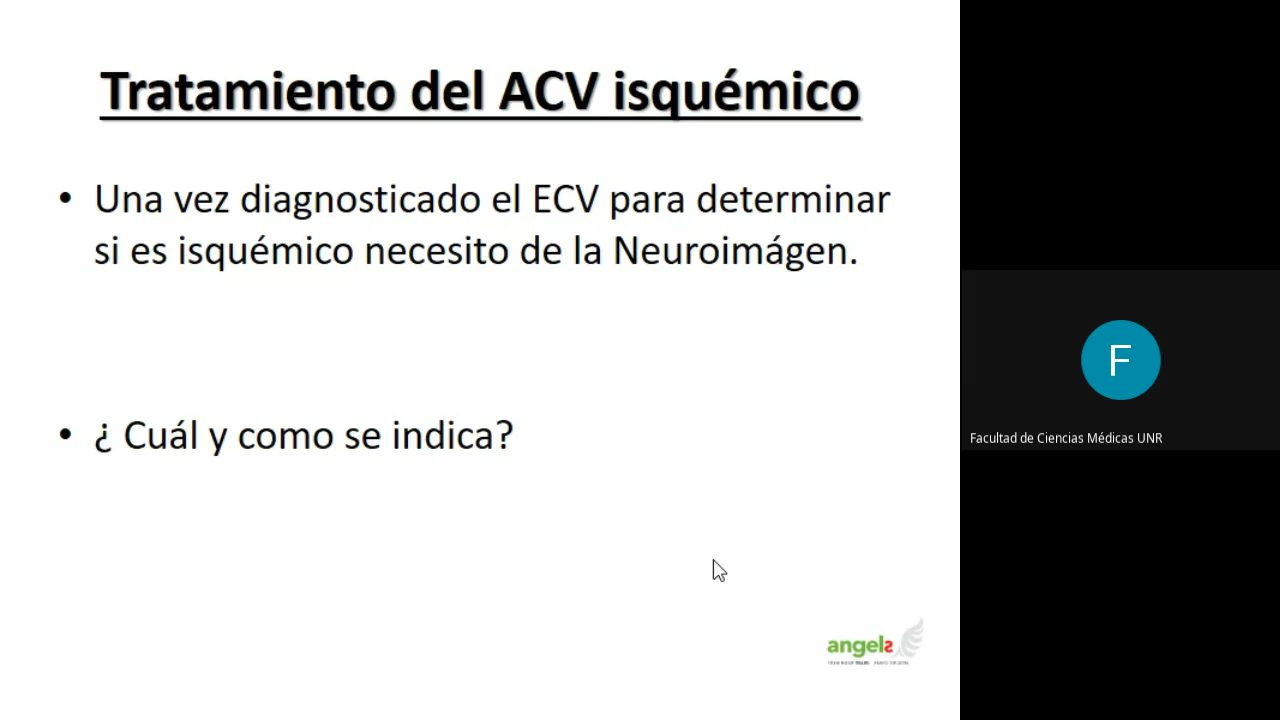 Tratamiento del ACV isquémico
• Una vez diagnosticado el ECV para determinar
si es isquémico necesito de la Neuroimágen.
• ¿ Cuál y como se indica?
angels
F
Facultad de Ciencias Médicas UNR